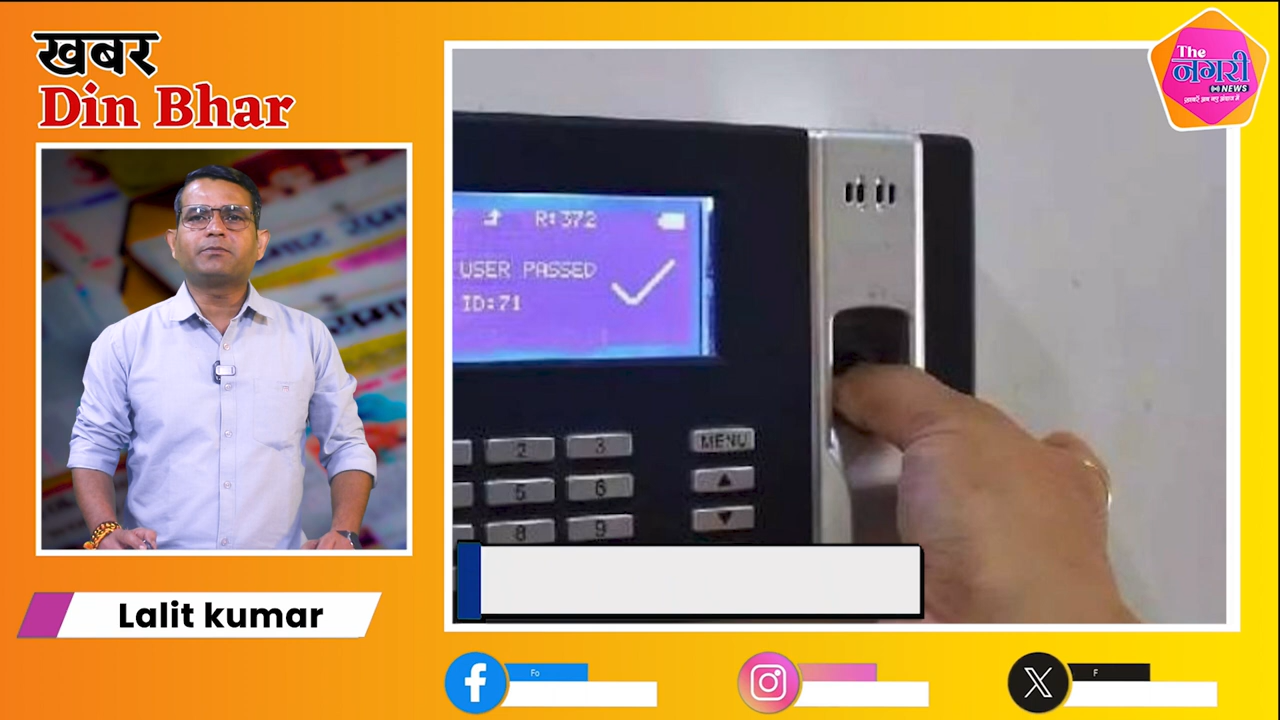 खबर
Din Bhar
The
नगरी
NEWS
R:372
USER PASSED
ID:71
2
3
MENU
5
6
8
9
Lalit kumar
Fo
F